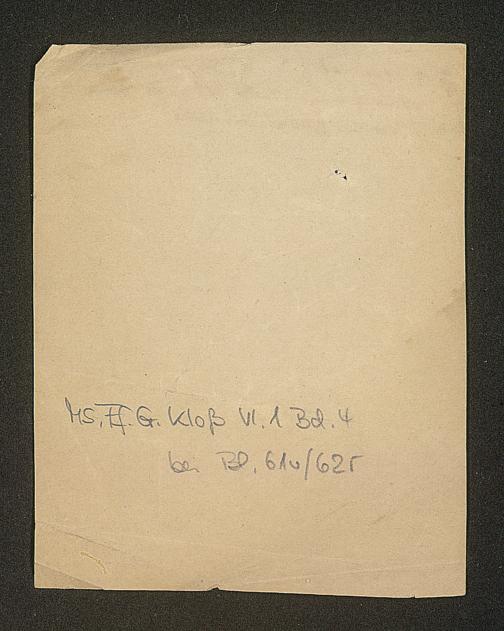 MS. Ff. G. Kloß VI. 1 Bd. 4
bei Bl. 61v/62r